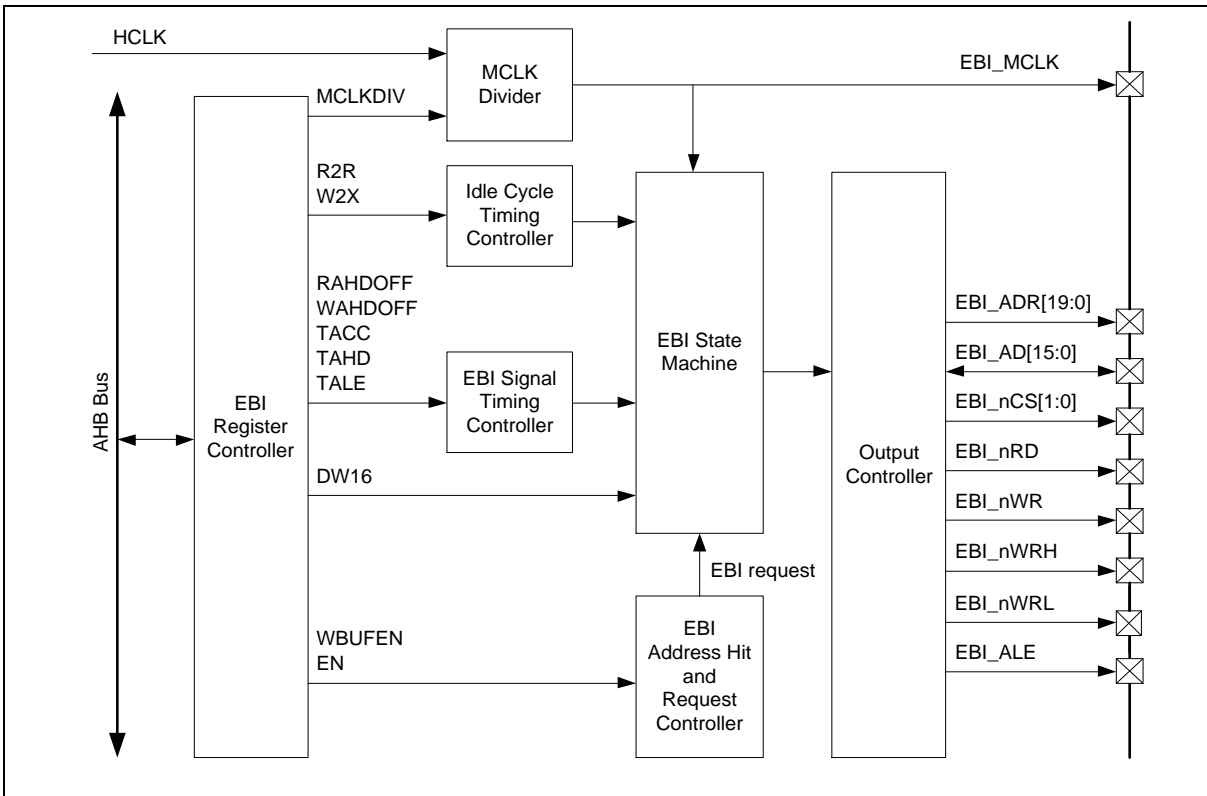 HCLK
MCLK
Divider
EBI_MCLK
MCLKDIV
R2R
W2X
Idle Cycle
Timing
Controller
RAHDOFF
WAHDOFF
TACC
TAHD
TALE
EBI Signal
Timing
Controller
EBI State
Machine
AHB Bus
EBI
Register
Controller
DW16
EBI request
WBUFEN
EN
EBI
Address Hit
and
Request
Controller
Output
Controller
EBI_ADR[19:0]
EBI_AD[15:0]
EBI_nCS[1:0]
EBI_nRD
EBI_nWR
EBI_nWRH
EBI_nWRL
EBI_ALE